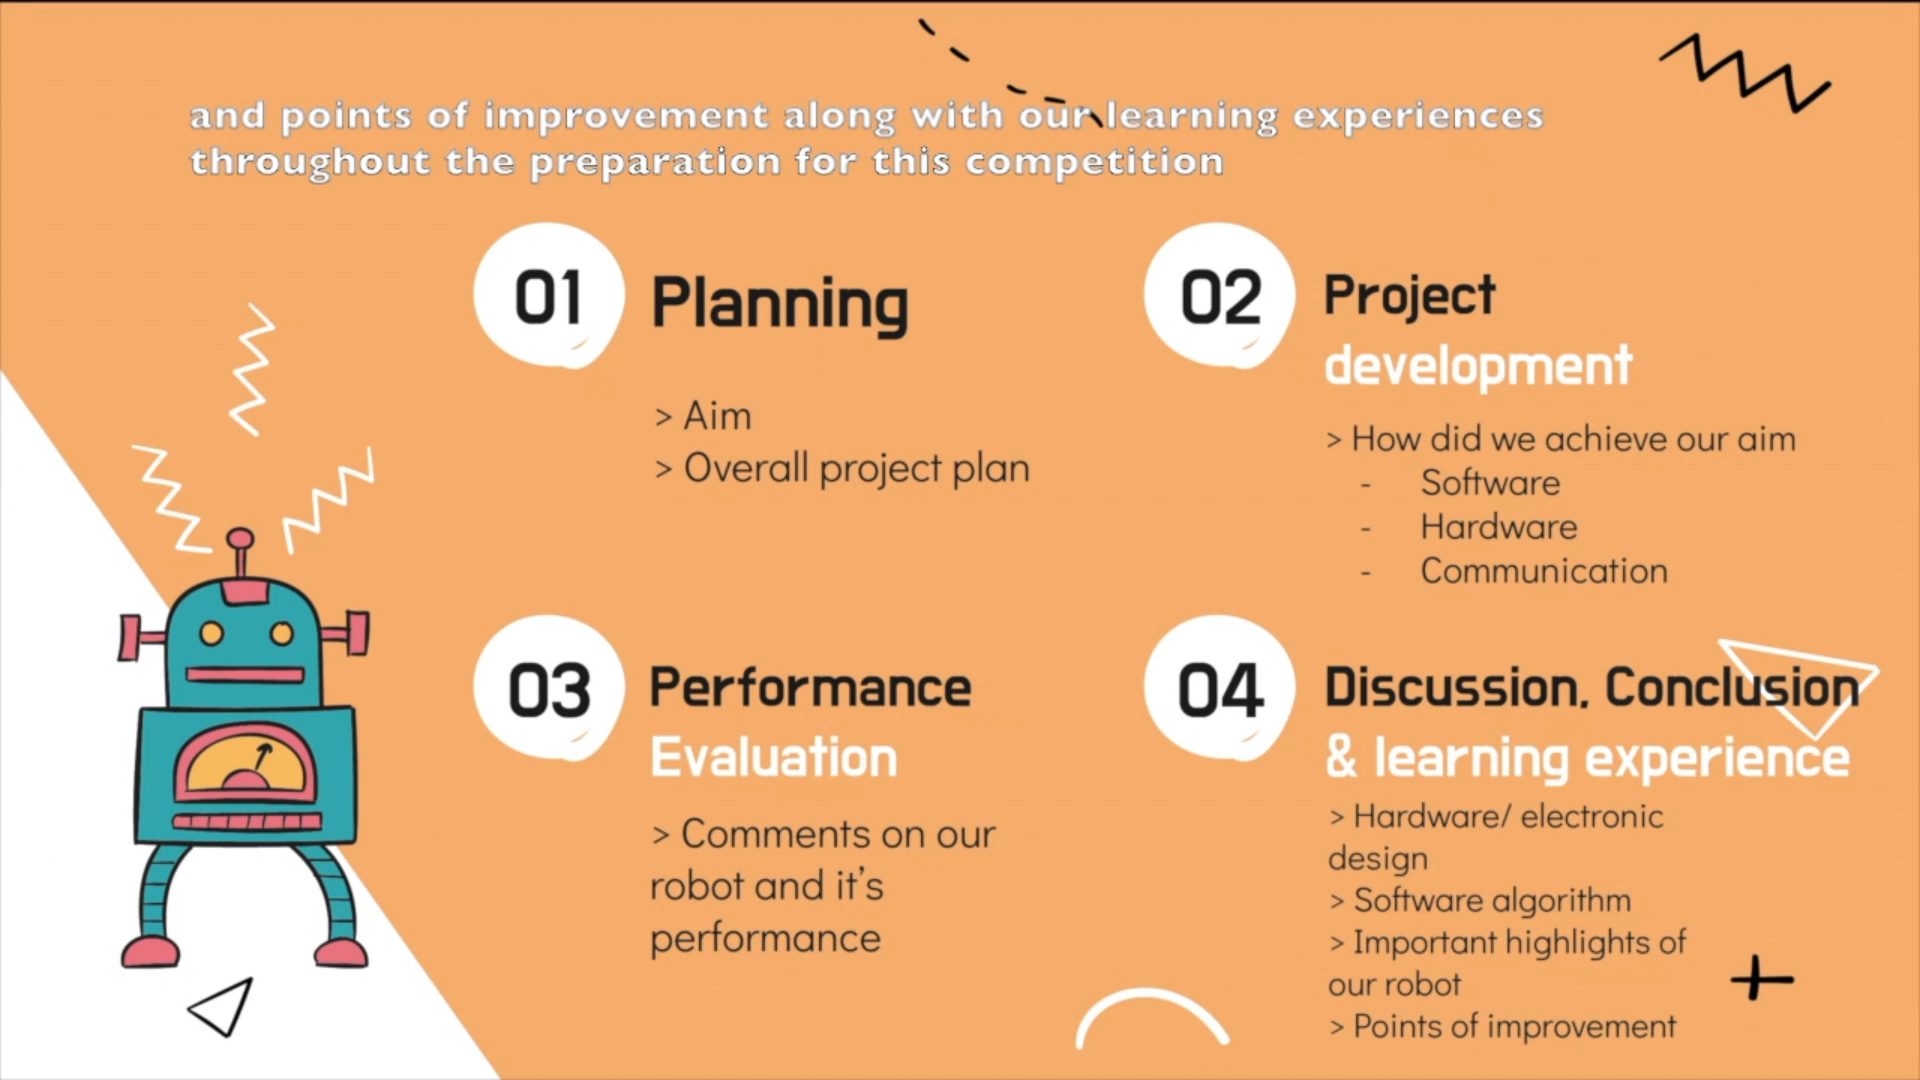 and points of improvement along with our learning experiences
throughout the preparation for this competition
01
Planning
> Aim
> Overall project plan
02
Project
development
> How did we achieve our aim
- Software
- Hardware
- Communication
03
Performance
Evaluation
> Comments on our
robot and it's
performance
04
Discussion, Conclusion
& learning experience
> Hardware/ electronic
design
> Software algorithm
> Important highlights of
our robot
> Points of improvement